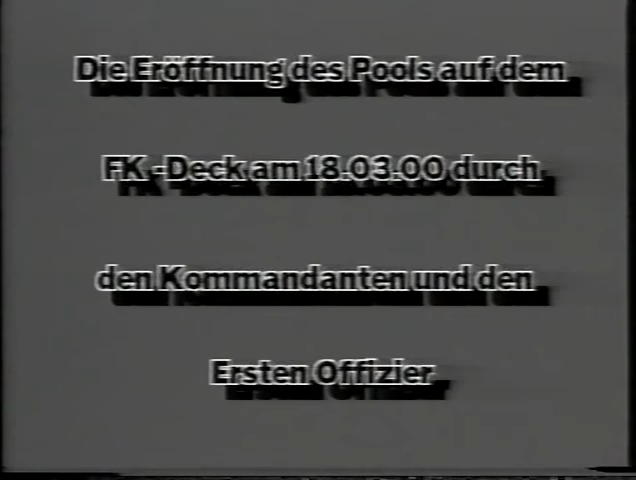 Die Eröffnung des Pools auf dem
FK-Deck am 18.03.00 durch
den Kommandanten und den
Ersten Offizier